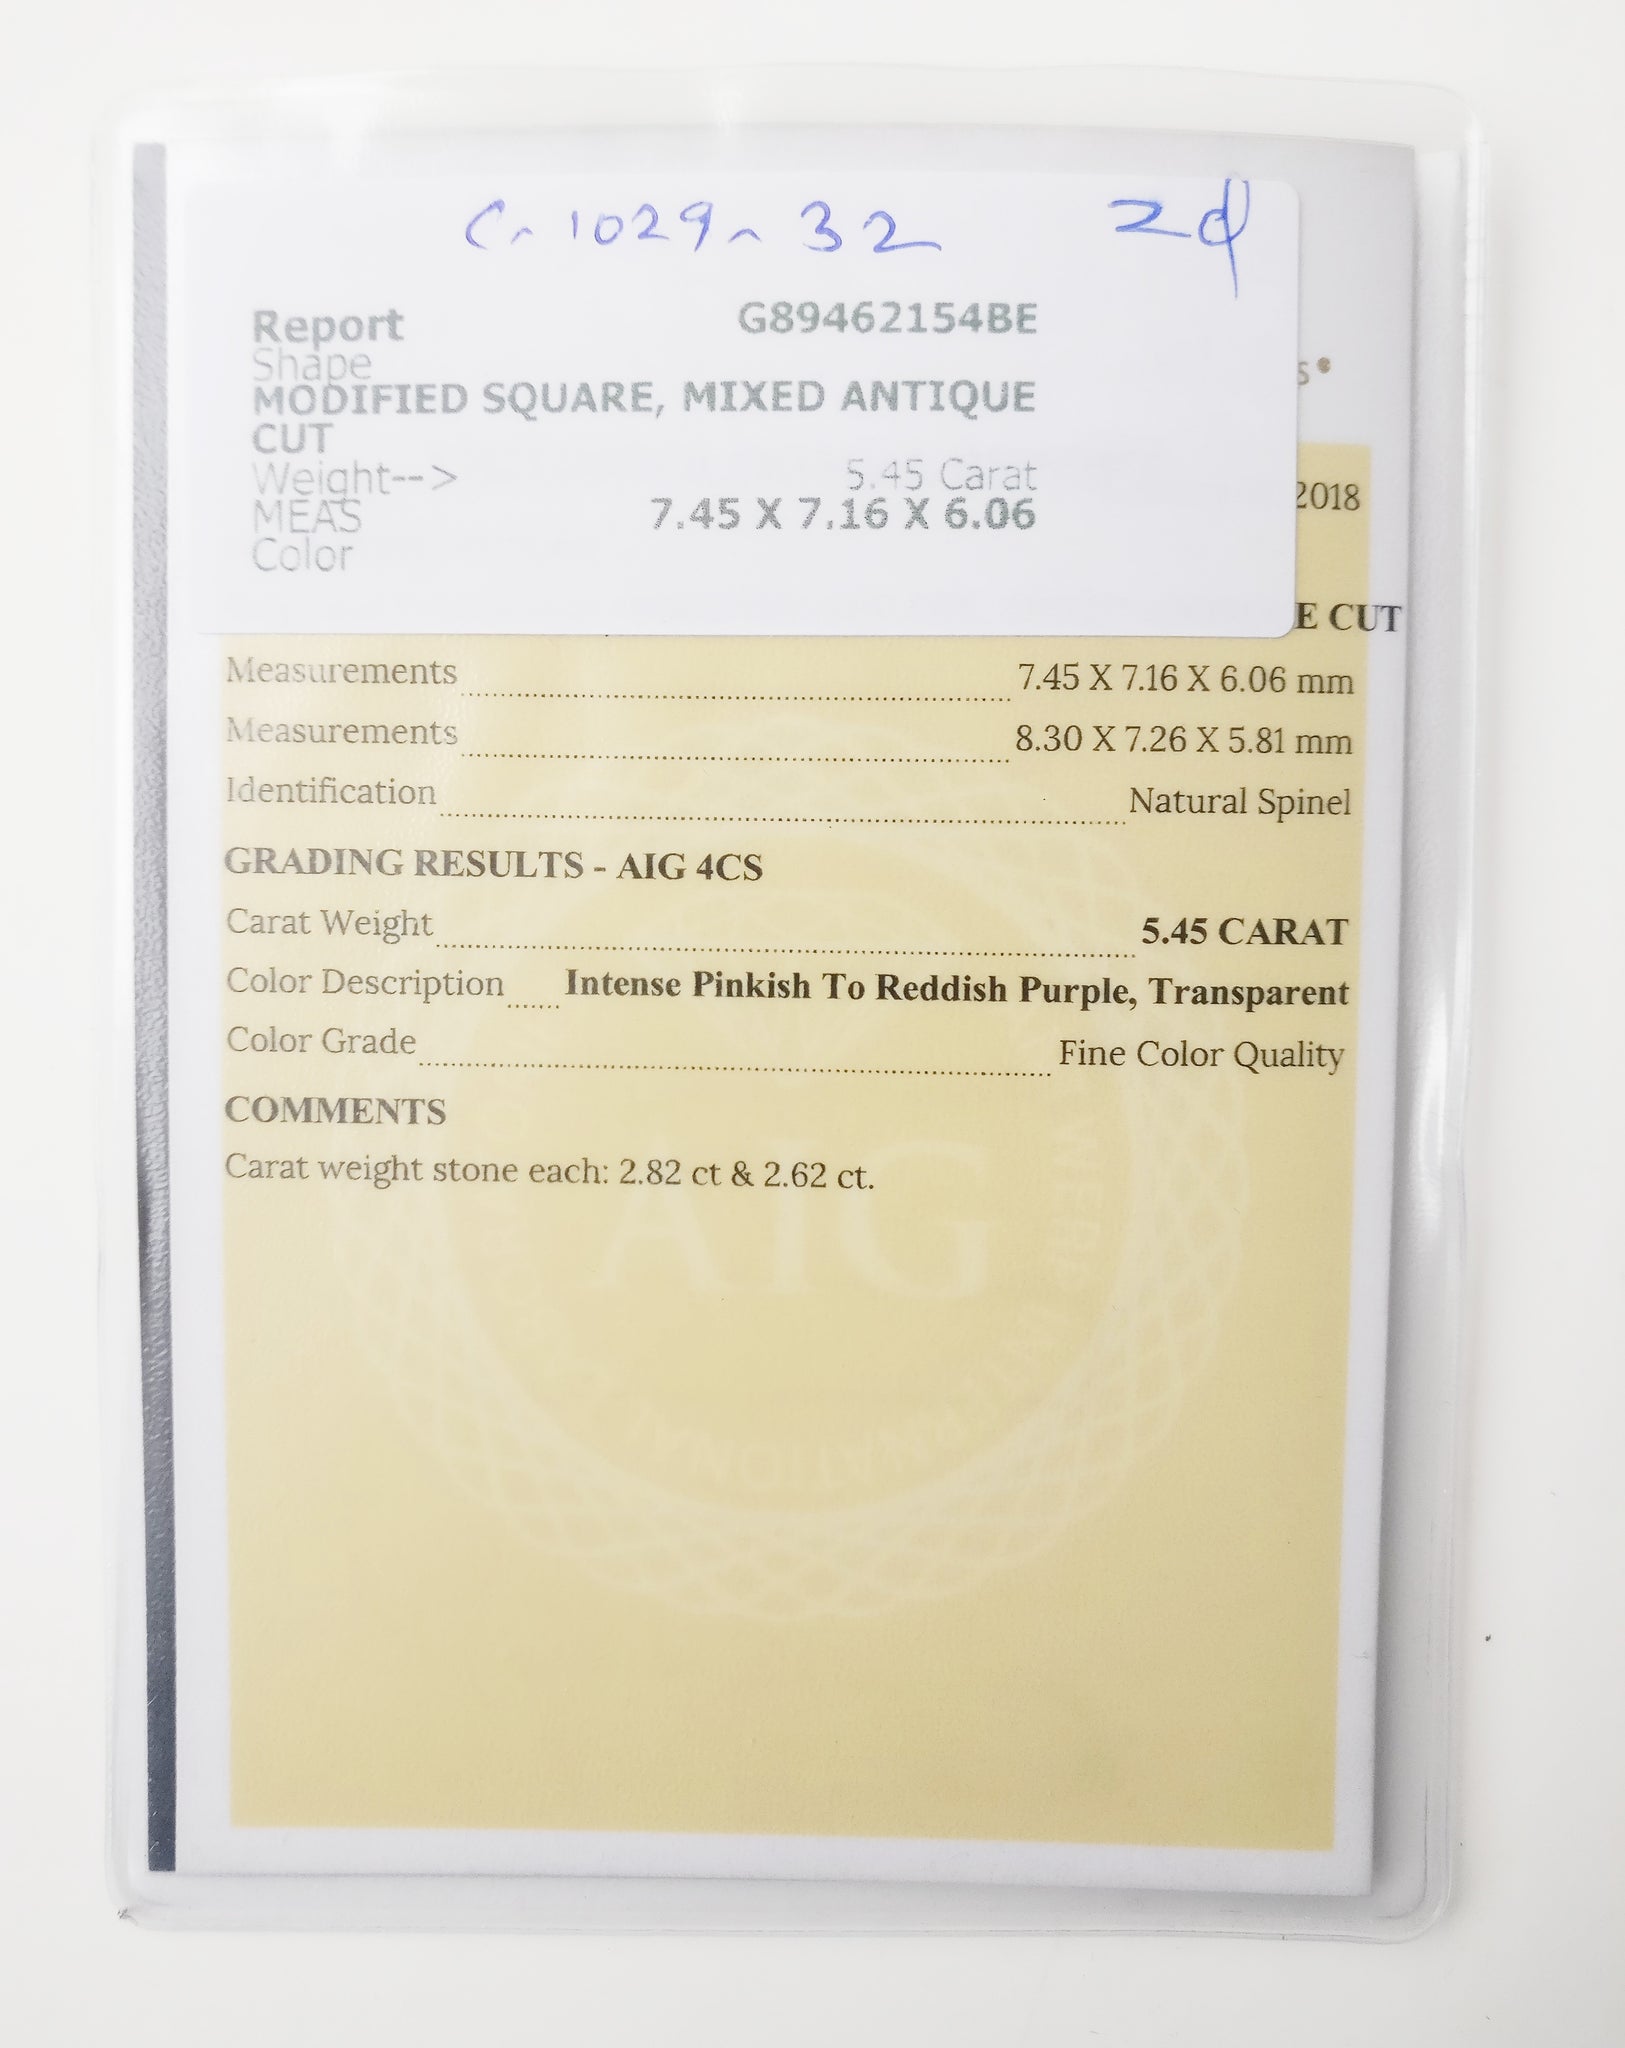 C-1029-32
Report G89462154BE
Shape
MODIFIED SQUARE, MIXED ANTIQUE
CUT
Weight--> 5.45 Carat
MEAS 7.45 X 7.16 X 6.06
Color
2018
E CUT
Measurements 7.45 X 7.16 X 6.06 mm
Measurements 8.30 X 7.26 X 5.81 mm
Identification Natural Spinel
GRADING RESULTS - AIG 4CS
Carat Weight 5.45 CARAT
Color Description Intense Pinkish To Reddish Purple, Transparent
Color Grade Fine Color Quality
COMMENTS
Carat weight stone each: 2.82 ct & 2.62 ct.
AIG